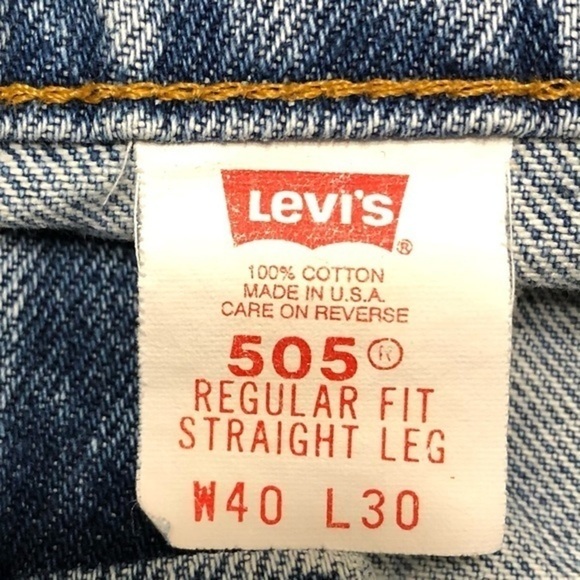 Levi's ®
100% COTTON
MADE IN U.S.A.
CARE ON REVERSE
505®
REGULAR FIT
STRAIGHT LEG
W40 L30